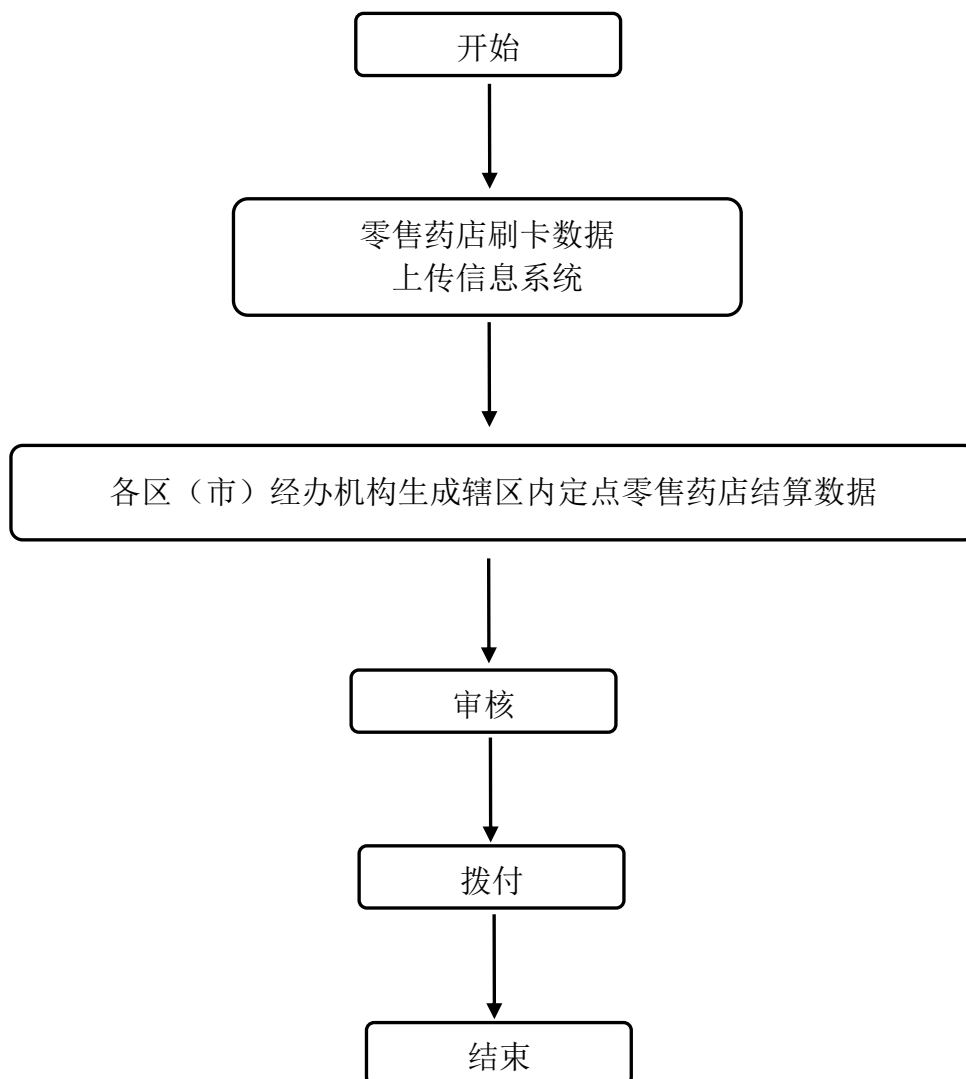 开始
零售药店刷卡数据
上传信息系统
各区（市）经办机构生成辖区内定点零售药店结算数据
审核
拨付
结束